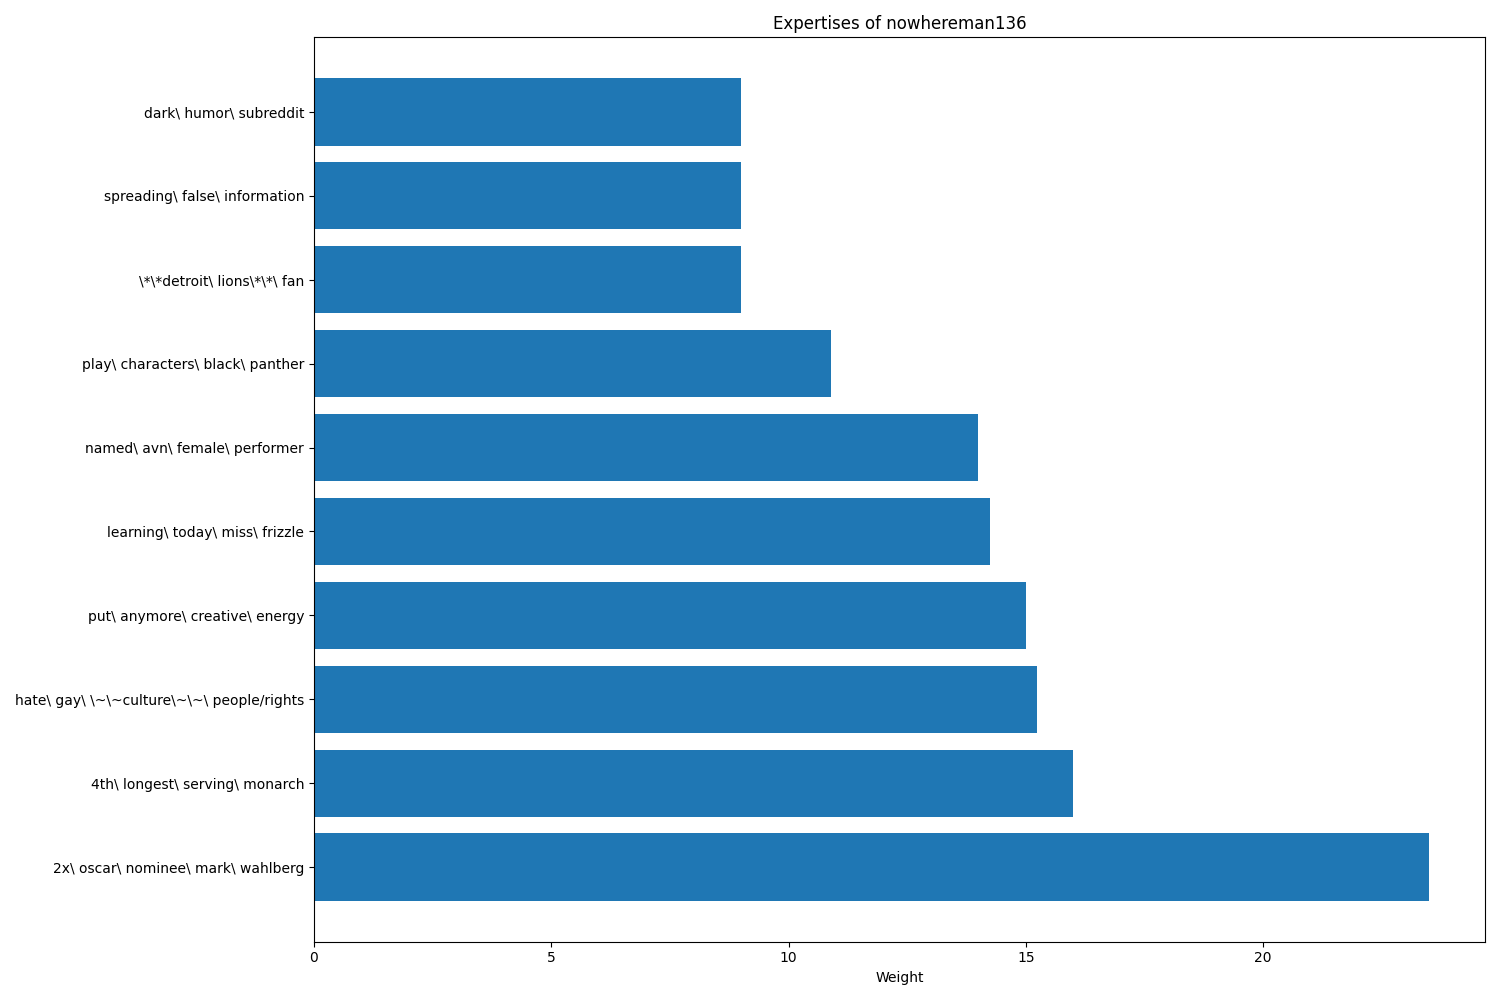 Expertises of nowhereman136
dark\ humor\ subreddit
spreading\ false\ information
\*\*detroit\ lions\*\*\ fan
play\ characters\ black\ panther
named\ avn\ female\ performer
learning\ today\ miss\ frizzle
put\ anymore\ creative\ energy
hate\ gay\ \~\~culture\~\~\ people/rights
4th\ longest\ serving\ monarch
2x\ oscar\ nominee\ mark\ wahlberg
0 5 10 15 20
Weight